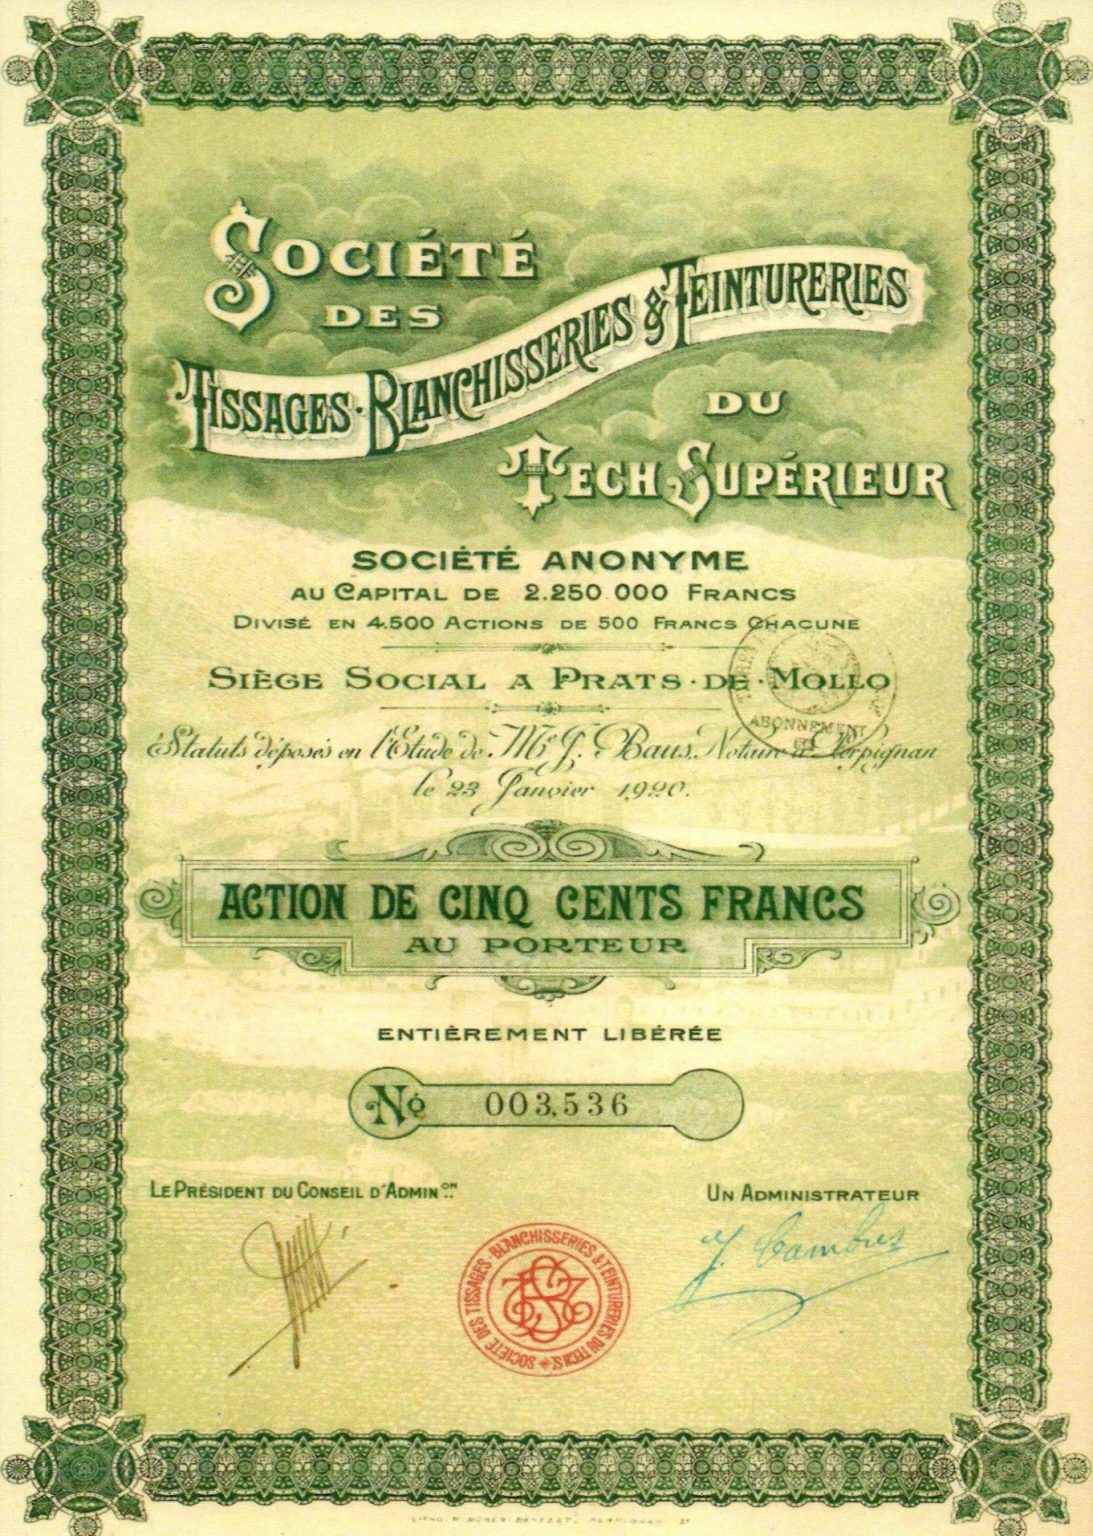 SOCIÉTÉ
DES
TISSAGES·BLANCHISSERIES & TEINTURERIES
DU
TECH SUPÉRIEUR
SOCIÉTÉ ANONYME
AU CAPITAL DE 2.250.000 FRANCS
DIVISÉ EN 4.500 ACTIONS DE 500 FRANCS CHACUNE
SIÈGE SOCIAL A PRATS·DE·MOLLO
ABONNEMENT
Statuts déposés en l'Etude de Me J. Baus, Notaire à Perpignan
le 23 Janvier 1920.
ACTION DE CINQ CENTS FRANCS
AU PORTEUR
ENTIÈREMENT LIBÉRÉE
No 003,536
LE PRÉSIDENT DU CONSEIL D'ADMINON
UN ADMINISTRATEUR
SOCIÉTÉ DES TISSAGES·BLANCHISSERIES & TEINTURERIES DU TECH S.
LITHO.